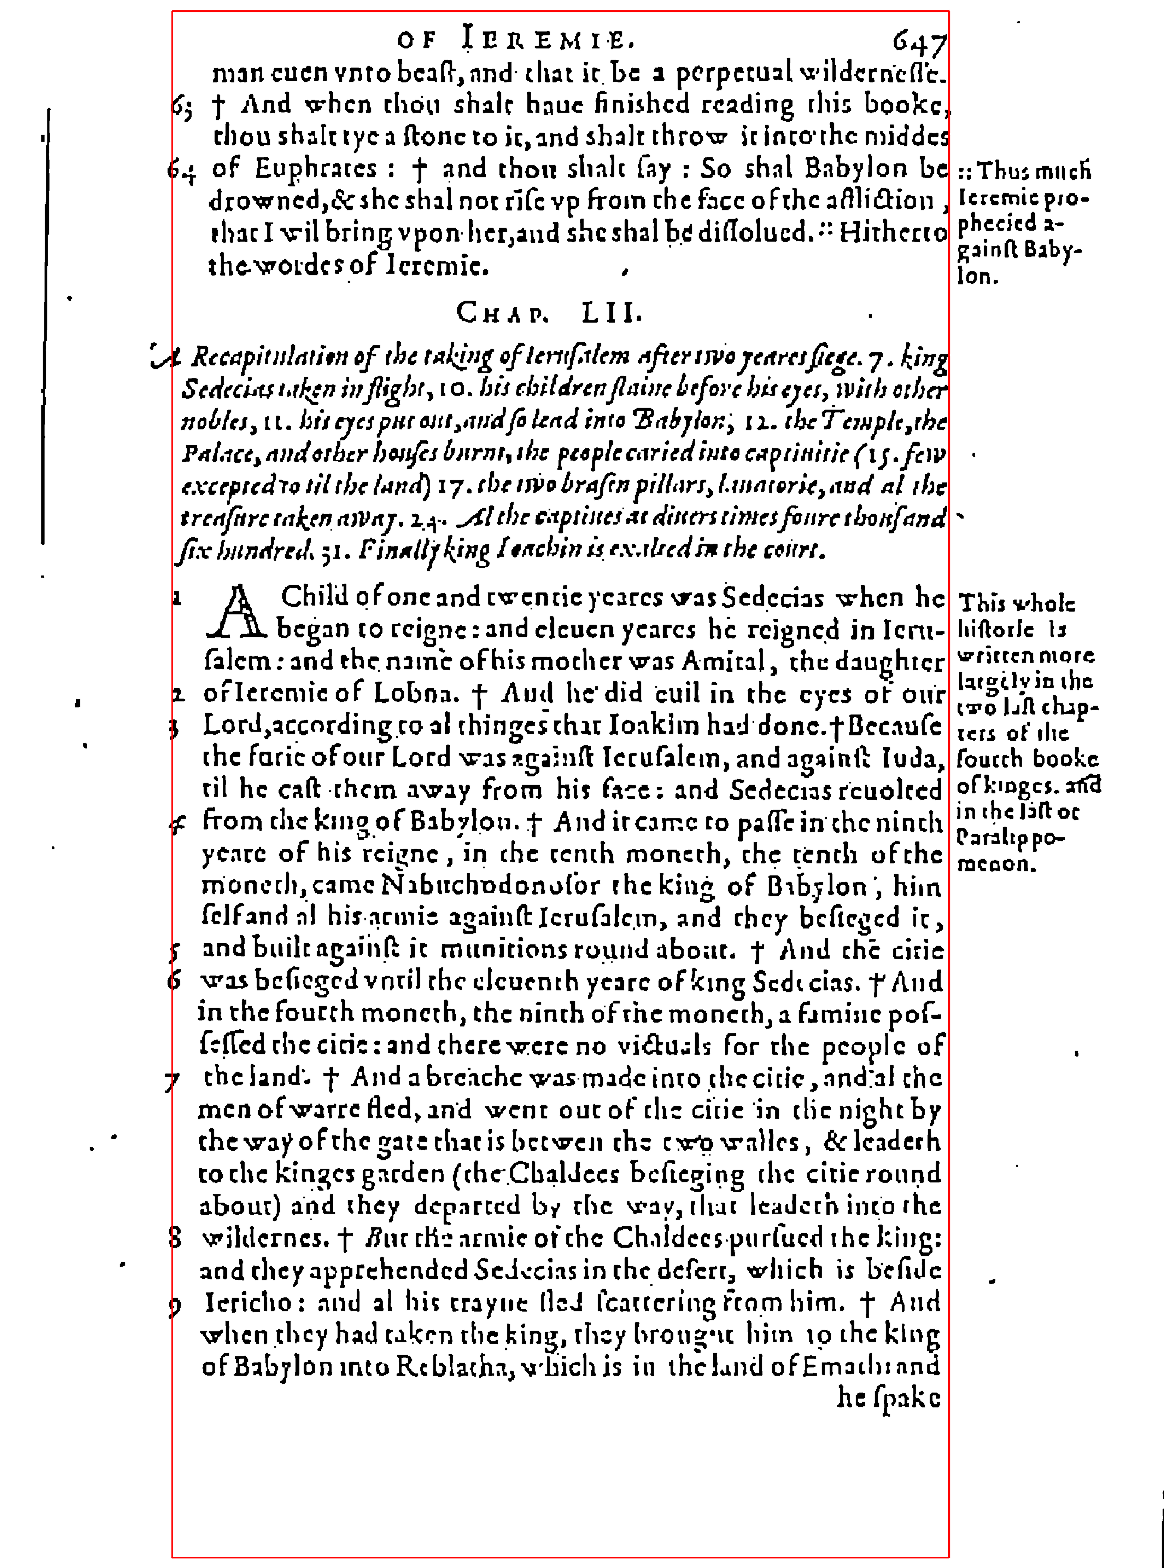 OF IEREMIE. 647
man euen vnto beaſt, and that it be a perpetual wilderneſſe.
63 † And when thou shalt haue finished reading this booke,
thou shalt tye a ſtone to it, and shalt throw it into the middes
64 of Euphrates : † and thou shalt ſay : So shal Babylon be
drowned, & she shal not riſe vp from the face of the affliction,
that I wil bring vpon her, and she shal be diſſolued. :: Hitherto
the wordes of Ieremie.
:: Thus much
Ieremie pro-
phecied a-
gainſt Baby-
lon.
CHAP. LII.
A Recapitulation of the taking of Ieruſalem after two yeares ſiege. 7. king
Sedecias taken in flight, 10. his children ſlaine before his eyes, with other
nobles, 11. his eyes put out, and ſo lead into Babylon; 12. the Temple, the
Palace, and other houſes burnt, the people caried into captiuitie (15. few
excepted to til the land) 17. the two braſen pillars, lauatorie, and al the
treaſure taken away. 24. Al the captiues at diuers times foure thouſand
ſix hundred. 31. Finally king Ioachin is exalted in the court.
1 A Child of one and twentie yeares was Sedecias when he
began to reigne : and eleuen yeares he reigned in Ieru-
ſalem : and the name of his mother was Amital, the daughter
2 of Ieremie of Lobna. † And he did euil in the eyes of our
3 Lord, according to al thinges that Ioakim had done. † Becauſe
the furie of our Lord was againſt Ieruſalem, and againſt Iuda,
til he caſt them away from his face : and Sedecias reuolted
4 from the king of Babylon. † And it came to paſſe in the ninth
yeare of his reigne, in the tenth moneth, the tenth of the
moneth, came Nabuchodonoſor the king of Babylon, him
ſelf and al his armie againſt Ieruſalem, and they beſieged it,
5 and built againſt it munitions round about. † And the citie
6 was beſieged vntil the eleuenth yeare of king Sedecias. † And
in the fourth moneth, the ninth of the moneth, a famine poſ-
ſeſſed the citie : and there were no victuals for the people of
7 the land. † And a breache was made into the citie, and al the
men of warre fled, and went out of the citie in the night by
the way of the gate that is betwen the two walles, & leadeth
to the kinges garden (the Chaldees beſieging the citie round
about) and they departed by the way, that leadeth into the
8 wildernes. † But the armie of the Chaldees purſued the king :
and they apprehended Sedecias in the deſert, which is beſide
9 Iericho : and al his trayne fled ſcattering from him. † And
when they had taken the king, they brought him to the king
of Babylon into Reblatha, which is in the land of Emath : and
he ſpake
This whole
hiſtorie is
written more
largely in the
two laſt chap-
ters of the
fourth booke
of kinges. and
in the laſt of
Paralippo-
menon.